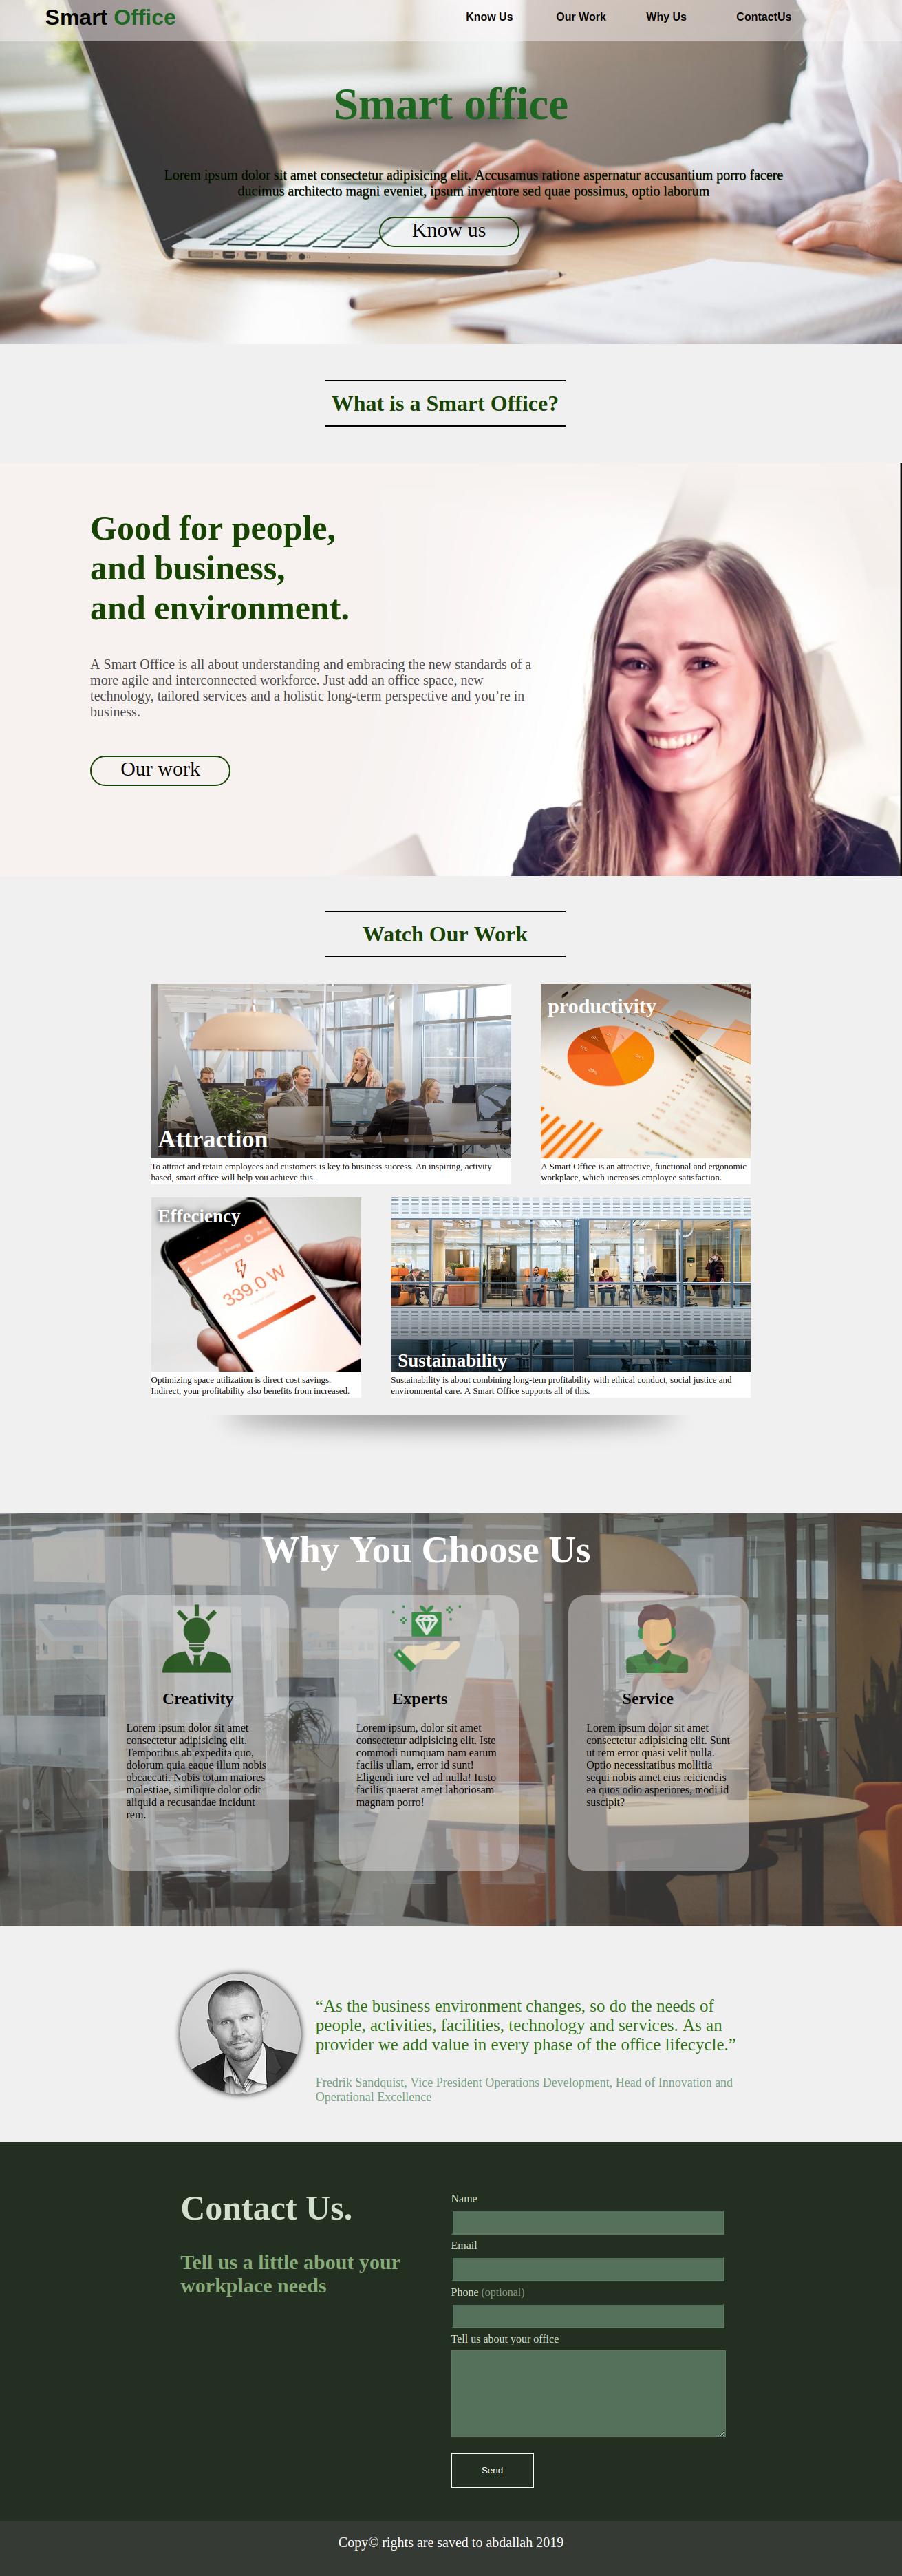 Smart Office
Know Us Our Work Why Us ContactUs
Smart office
Lorem ipsum dolor sit amet consectetur adipisicing elit. Accusamus ratione aspernatur accusantium porro facere
ducimus architecto magni eveniet, ipsum inventore sed quae possimus, optio laborum
Know us
What is a Smart Office?
Good for people,
and business,
and environment.
A Smart Office is all about understanding and embracing the new standards of a
more agile and interconnected workforce. Just add an office space, new
technology, tailored services and a holistic long-term perspective and you’re in
business.
Our work
Watch Our Work
Attraction
To attract and retain employees and customers is key to business success. An inspiring, activity
based, smart office will help you achieve this.
productivity
A Smart Office is an attractive, functional and ergonomic
workplace, which increases employee satisfaction.
Effeciency
339.0 W
Optimizing space utilization is direct cost savings.
Indirect, your profitability also benefits from increased.
Sustainability
Sustainability is about combining long-tern profitability with ethical conduct, social justice and
environmental care. A Smart Office supports all of this.
Why You Choose Us
Creativity
Lorem ipsum dolor sit amet
consectetur adipisicing elit.
Temporibus ab expedita quo,
dolorum quia eaque illum nobis
obcaecati. Nobis totam maiores
molestiae, similique dolor odit
aliquid a recusandae incidunt
rem.
Experts
Lorem ipsum, dolor sit amet
consectetur adipisicing elit. Iste
commodi numquam nam earum
facilis ullam, error id sunt!
Eligendi iure vel ad nulla! Iusto
facilis quaerat amet laboriosam
magnam porro!
Service
Lorem ipsum dolor sit amet
consectetur adipisicing elit. Sunt
ut rem error quasi velit nulla.
Optio necessitatibus mollitia
sequi nobis amet eius reiciendis
ea quos odio asperiores, modi id
suscipit?
“As the business environment changes, so do the needs of
people, activities, facilities, technology and services. As an
provider we add value in every phase of the office lifecycle.”
Fredrik Sandquist, Vice President Operations Development, Head of Innovation and
Operational Excellence
Contact Us.
Tell us a little about your
workplace needs
Name
Email
Phone (optional)
Tell us about your office
Send
Copy© rights are saved to abdallah 2019